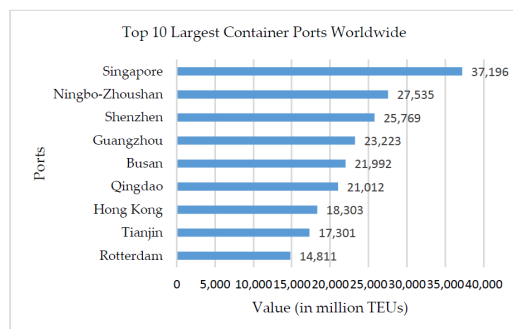 Top 10 Largest Container Ports Worldwide
Ports
Singapore 37,196
Ningbo-Zhoushan 27,535
Shenzhen 25,769
Guangzhou 23,223
Busan 21,992
Qingdao 21,012
Hong Kong 18,303
Tianjin 17,301
Rotterdam 14,811
0 5,000 10,000 15,000 20,000 25,000 30,000 35,000 40,000
Value (in million TEUs)